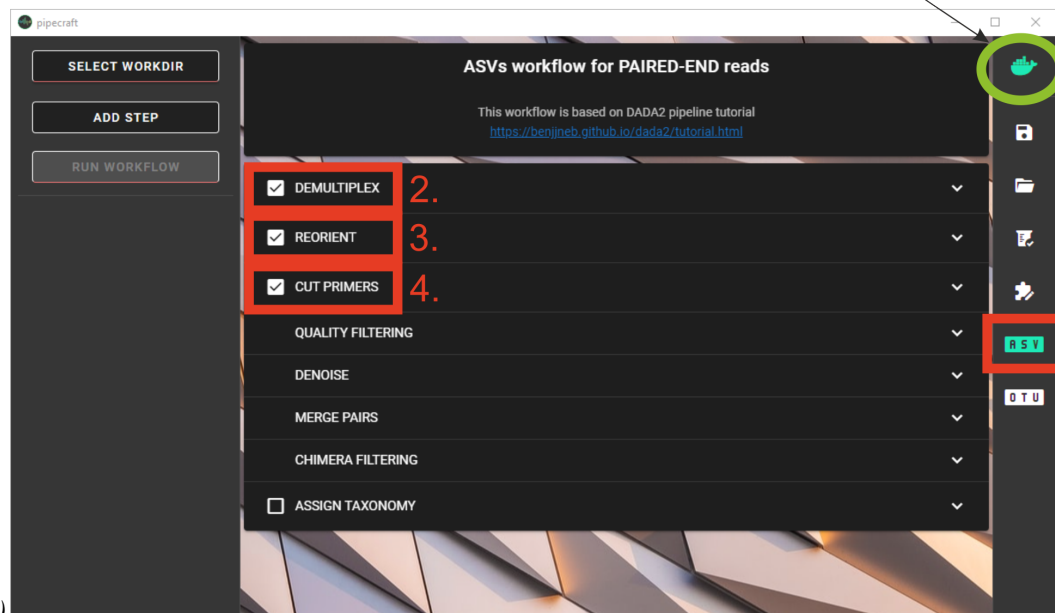 pipecraft
SELECT WORKDIR
ADD STEP
RUN WORKFLOW
ASVs workflow for PAIRED-END reads
This workflow is based on DADA2 pipeline tutorial
https://benjjneb.github.io/dada2/tutorial.html
DEMULTIPLEX 2.
REORIENT 3.
CUT PRIMERS 4.
QUALITY FILTERING
DENOISE
MERGE PAIRS
CHIMERA FILTERING
ASSIGN TAXONOMY
ASV
OTU
)